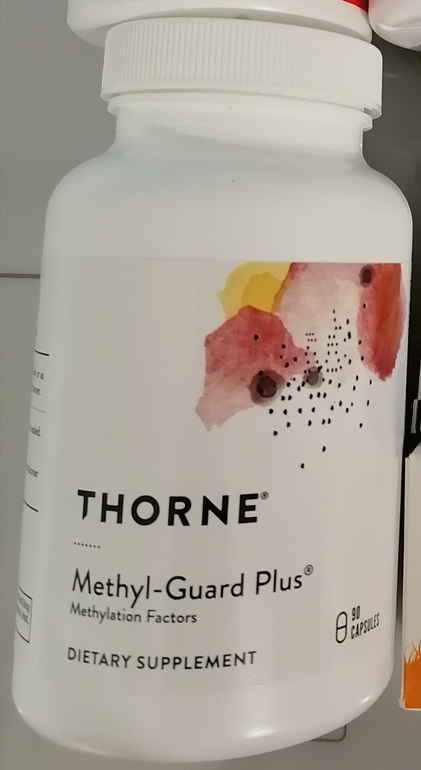 THORNE®
Methyl-Guard Plus®
Methylation Factors
DIETARY SUPPLEMENT
90
CAPSULES